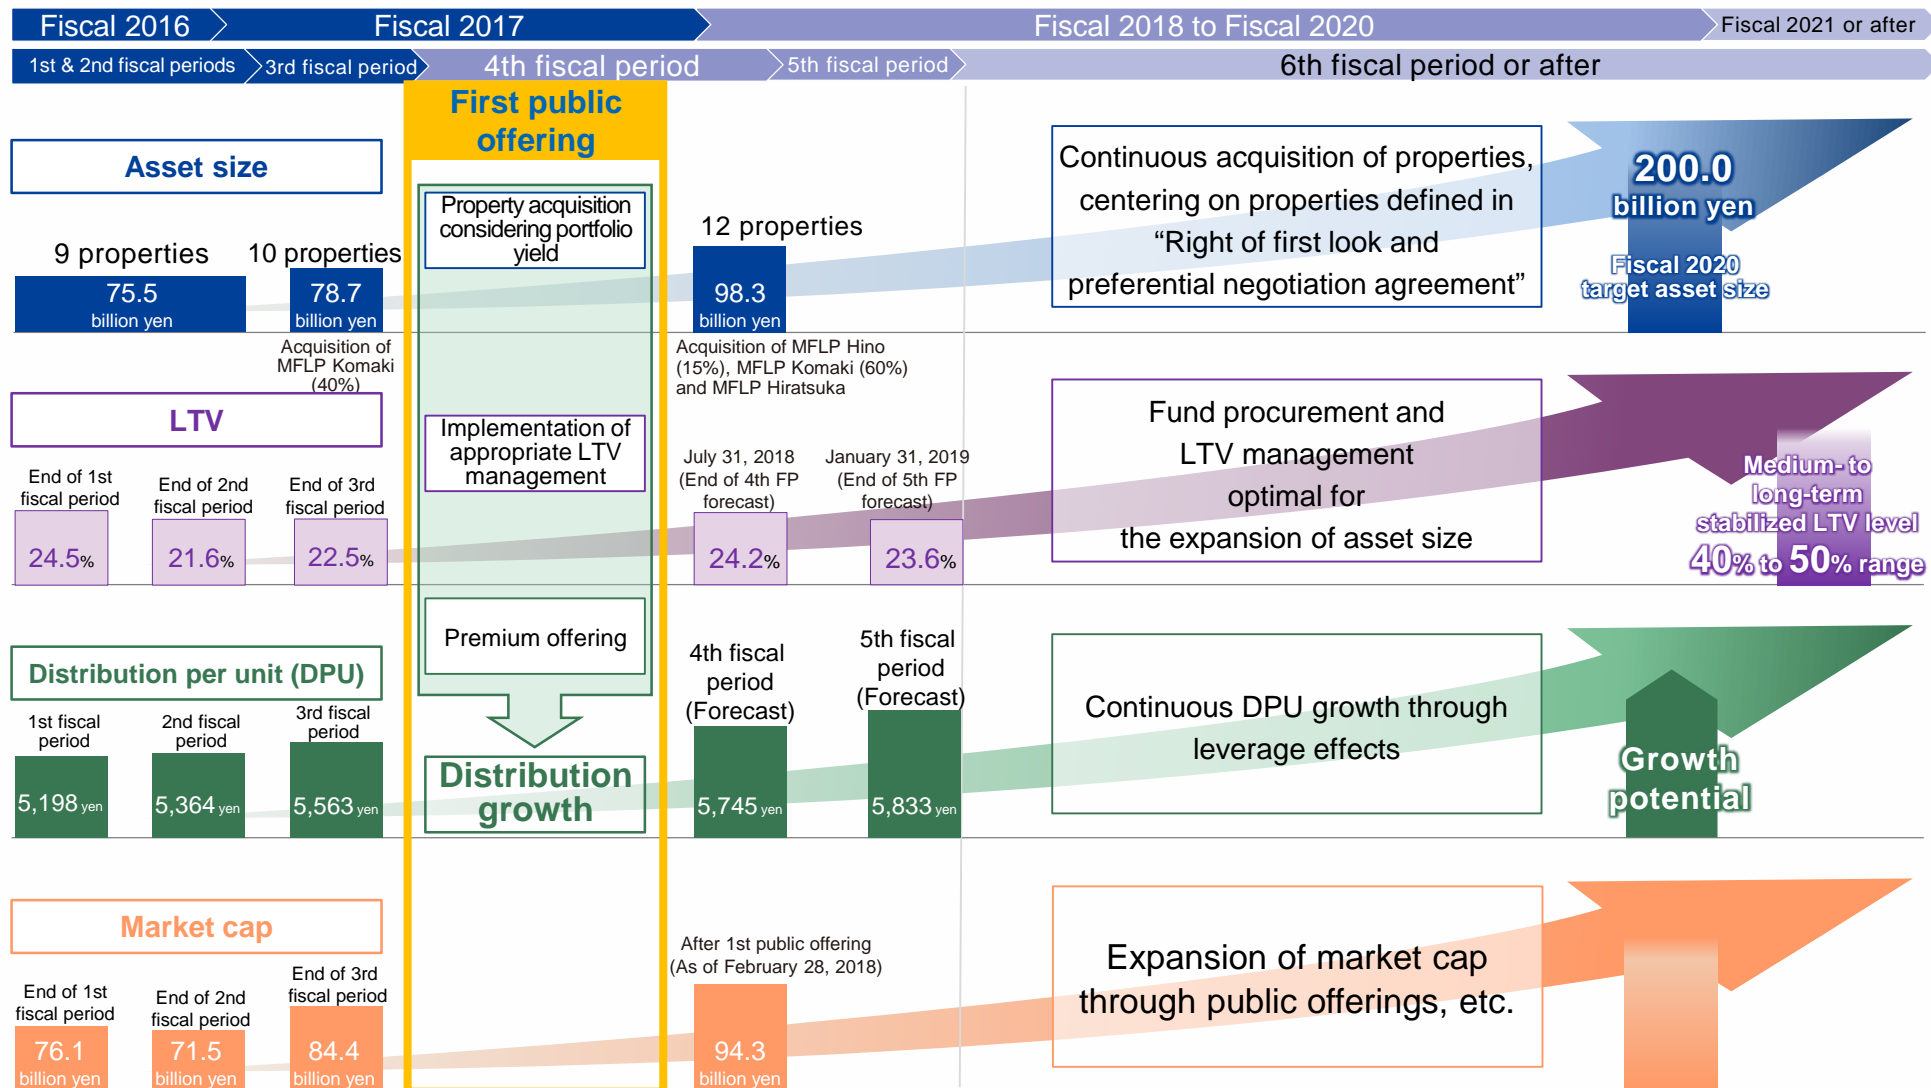 Fiscal 2016
Fiscal 2017
Fiscal 2018 to Fiscal 2020
Fiscal 2021 or after
1st & 2nd fiscal periods
3rd fiscal period
4th fiscal period
5th fiscal period
6th fiscal period or after
First public
offering
Asset size
9 properties
75.5
billion yen
10 properties
78.7
billion yen
Acquisition of
MFLP Komaki
(40%)
Property acquisition
considering portfolio
yield
12 properties
98.3
billion yen
Acquisition of MFLP Hino
(15%), MFLP Komaki (60%)
and MFLP Hiratsuka
Continuous acquisition of properties,
centering on properties defined in
“Right of first look and
preferential negotiation agreement”
200.0
billion yen
Fiscal 2020
target asset size
LTV
End of 1st
fiscal period
24.5%
End of 2nd
fiscal period
21.6%
End of 3rd
fiscal period
22.5%
Implementation of
appropriate LTV
management
July 31, 2018
(End of 4th FP
forecast)
24.2%
January 31, 2019
(End of 5th FP
forecast)
23.6%
Fund procurement and
LTV management
optimal for
the expansion of asset size
Medium- to
long-term
stabilized LTV level
40% to 50% range
Distribution per unit (DPU)
1st fiscal
period
5,198 yen
2nd fiscal
period
5,364 yen
3rd fiscal
period
5,563 yen
Premium offering
Distribution
growth
4th fiscal
period
(Forecast)
5,745 yen
5th fiscal
period
(Forecast)
5,833 yen
Continuous DPU growth through
leverage effects
Growth
potential
Market cap
End of 1st
fiscal period
76.1
billion yen
End of 2nd
fiscal period
71.5
billion yen
End of 3rd
fiscal period
84.4
billion yen
After 1st public offering
(As of February 28, 2018)
94.3
billion yen
Expansion of market cap
through public offerings, etc.